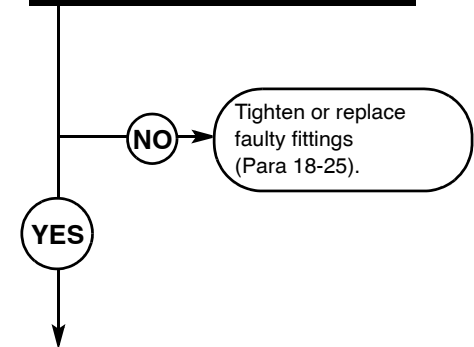 NO
Tighten or replace
faulty fittings
(Para 18-25).
YES